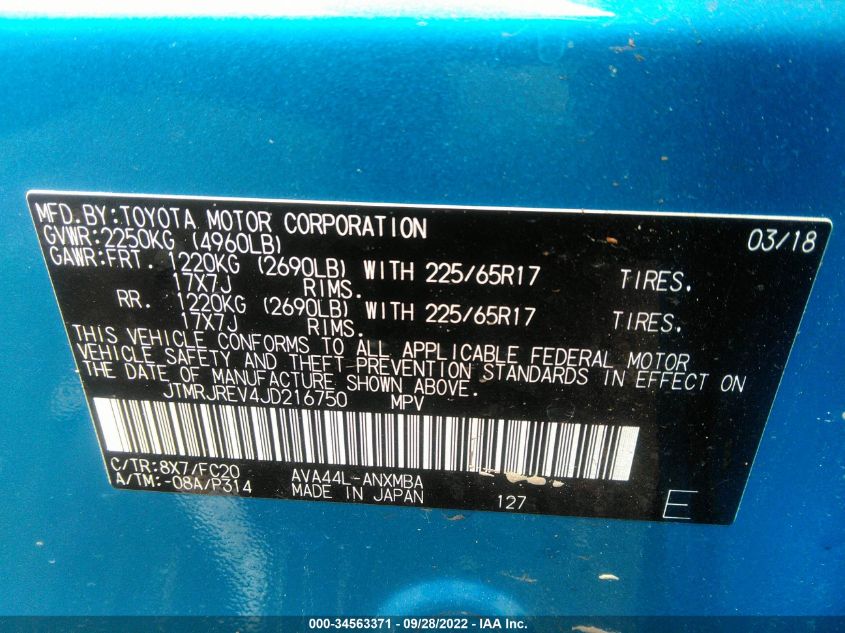 MFD.BY:TOYOTA MOTOR CORPORATION 03/18
GVWR:2250KG (4960LB)
GAWR:FRT. 1220KG (2690LB) WITH 225/65R17 TIRES.
17X7J RIMS.
RR. 1220KG (2690LB) WITH 225/65R17 TIRES.
17X7J RIMS.
THIS VEHICLE CONFORMS TO ALL APPLICABLE FEDERAL MOTOR
VEHICLE SAFETY AND THEFT-PREVENTION STANDARDS IN EFFECT ON
THE DATE OF MANUFACTURE SHOWN ABOVE.
JTMRJREV4JD216750 MPV
C/TR:8X7/FC20 AVA44L-ANXMBA
A/TM:-08A/P314 MADE IN JAPAN 127 E
000-34563371 - 09/28/2022 - IAA Inc.